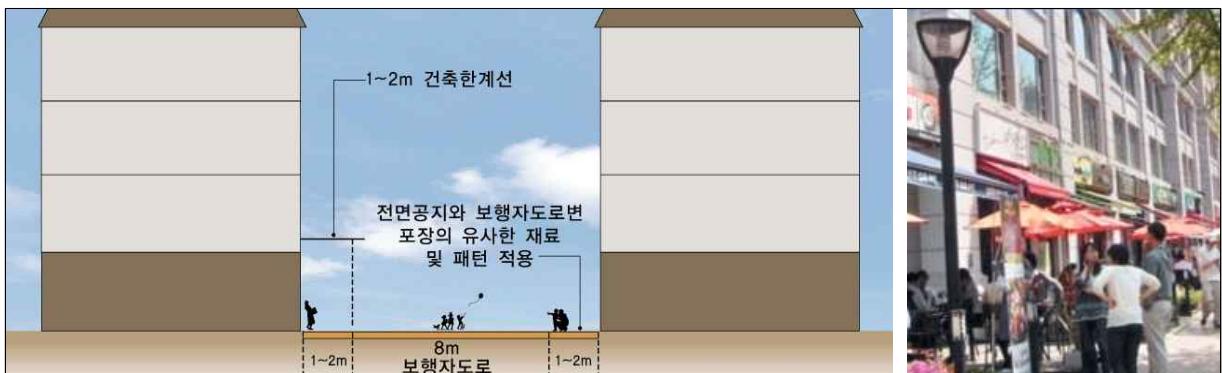 1~2m 건축한계선
전면공지와 보행자도로변
포장의 유사한 재료
및 패턴 적용
1~2m
8m
1~2m
보행자도로